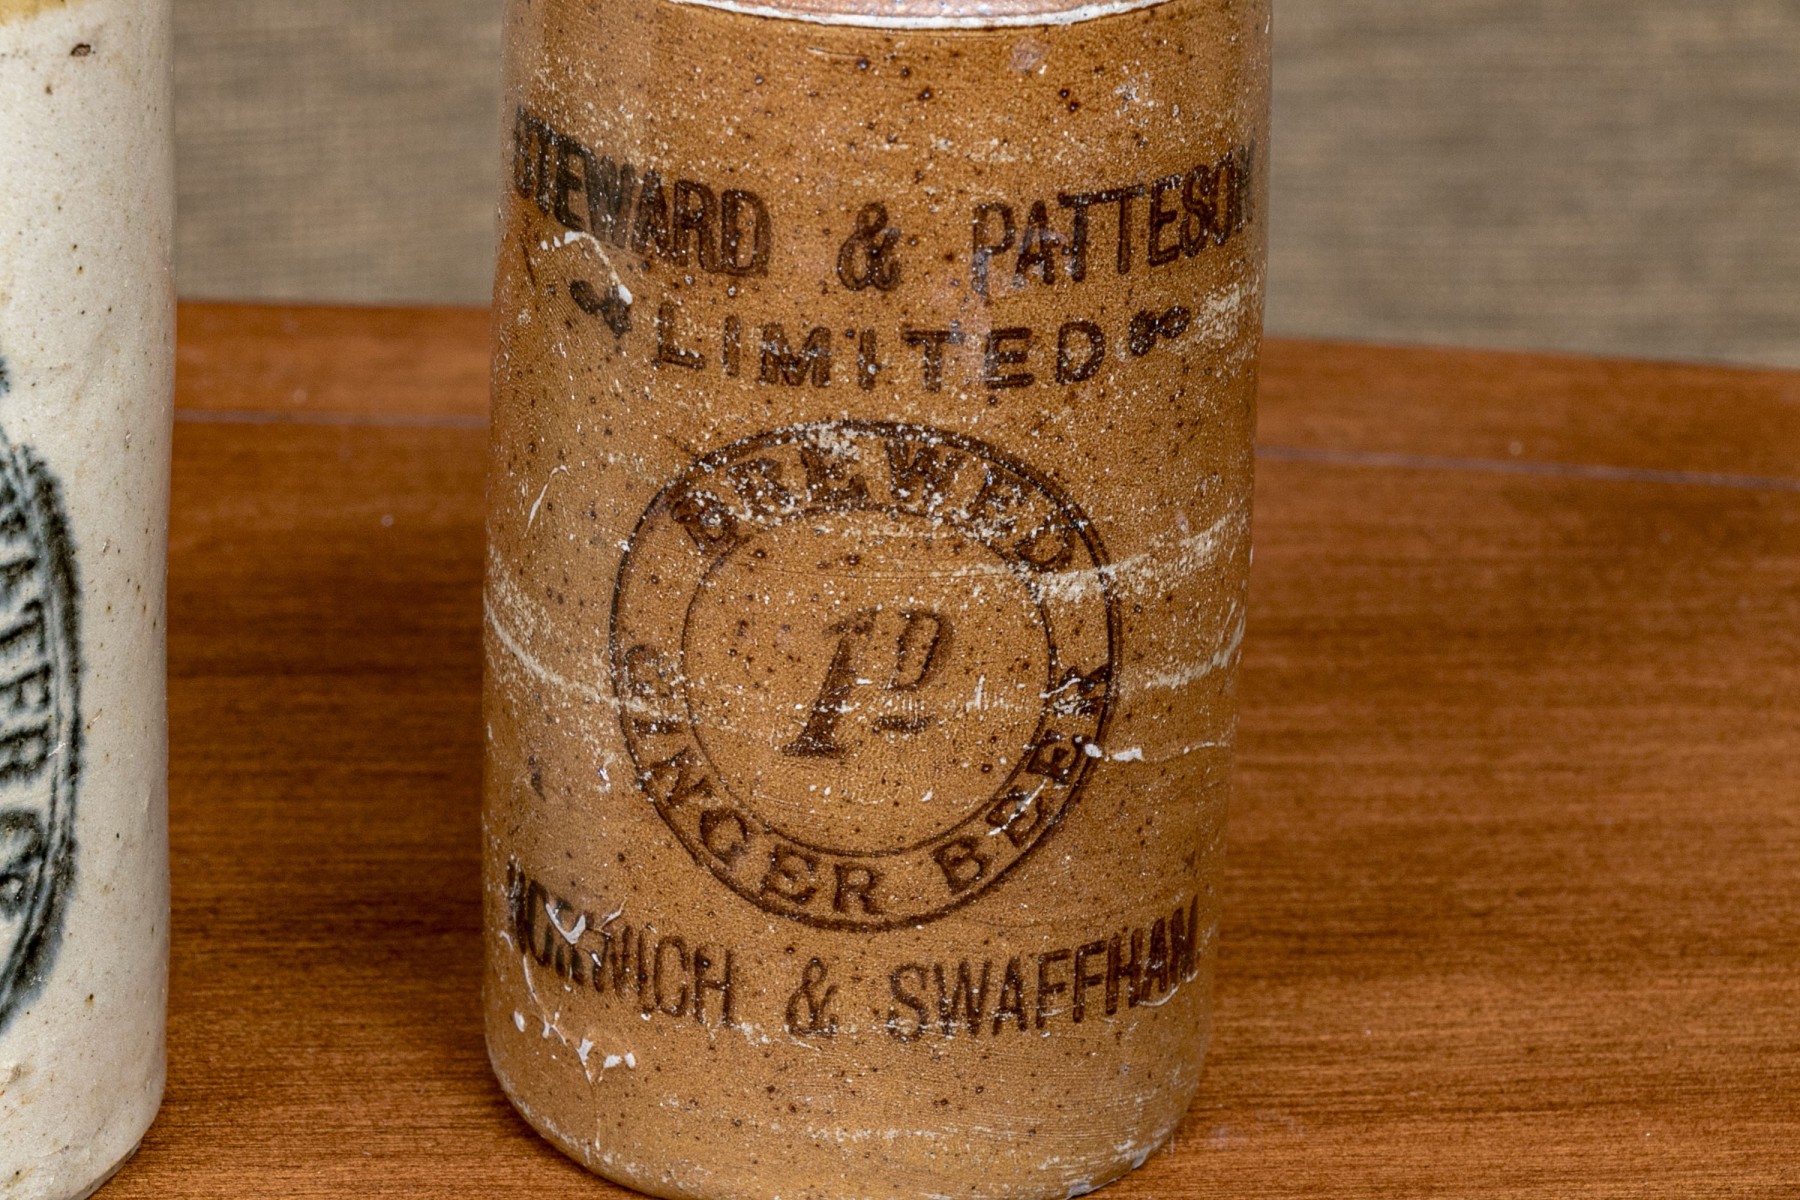 STEWARD & PATTESON
LIMITED
BREWED
1D
GINGER BEER
NORWICH & SWAFFHAM